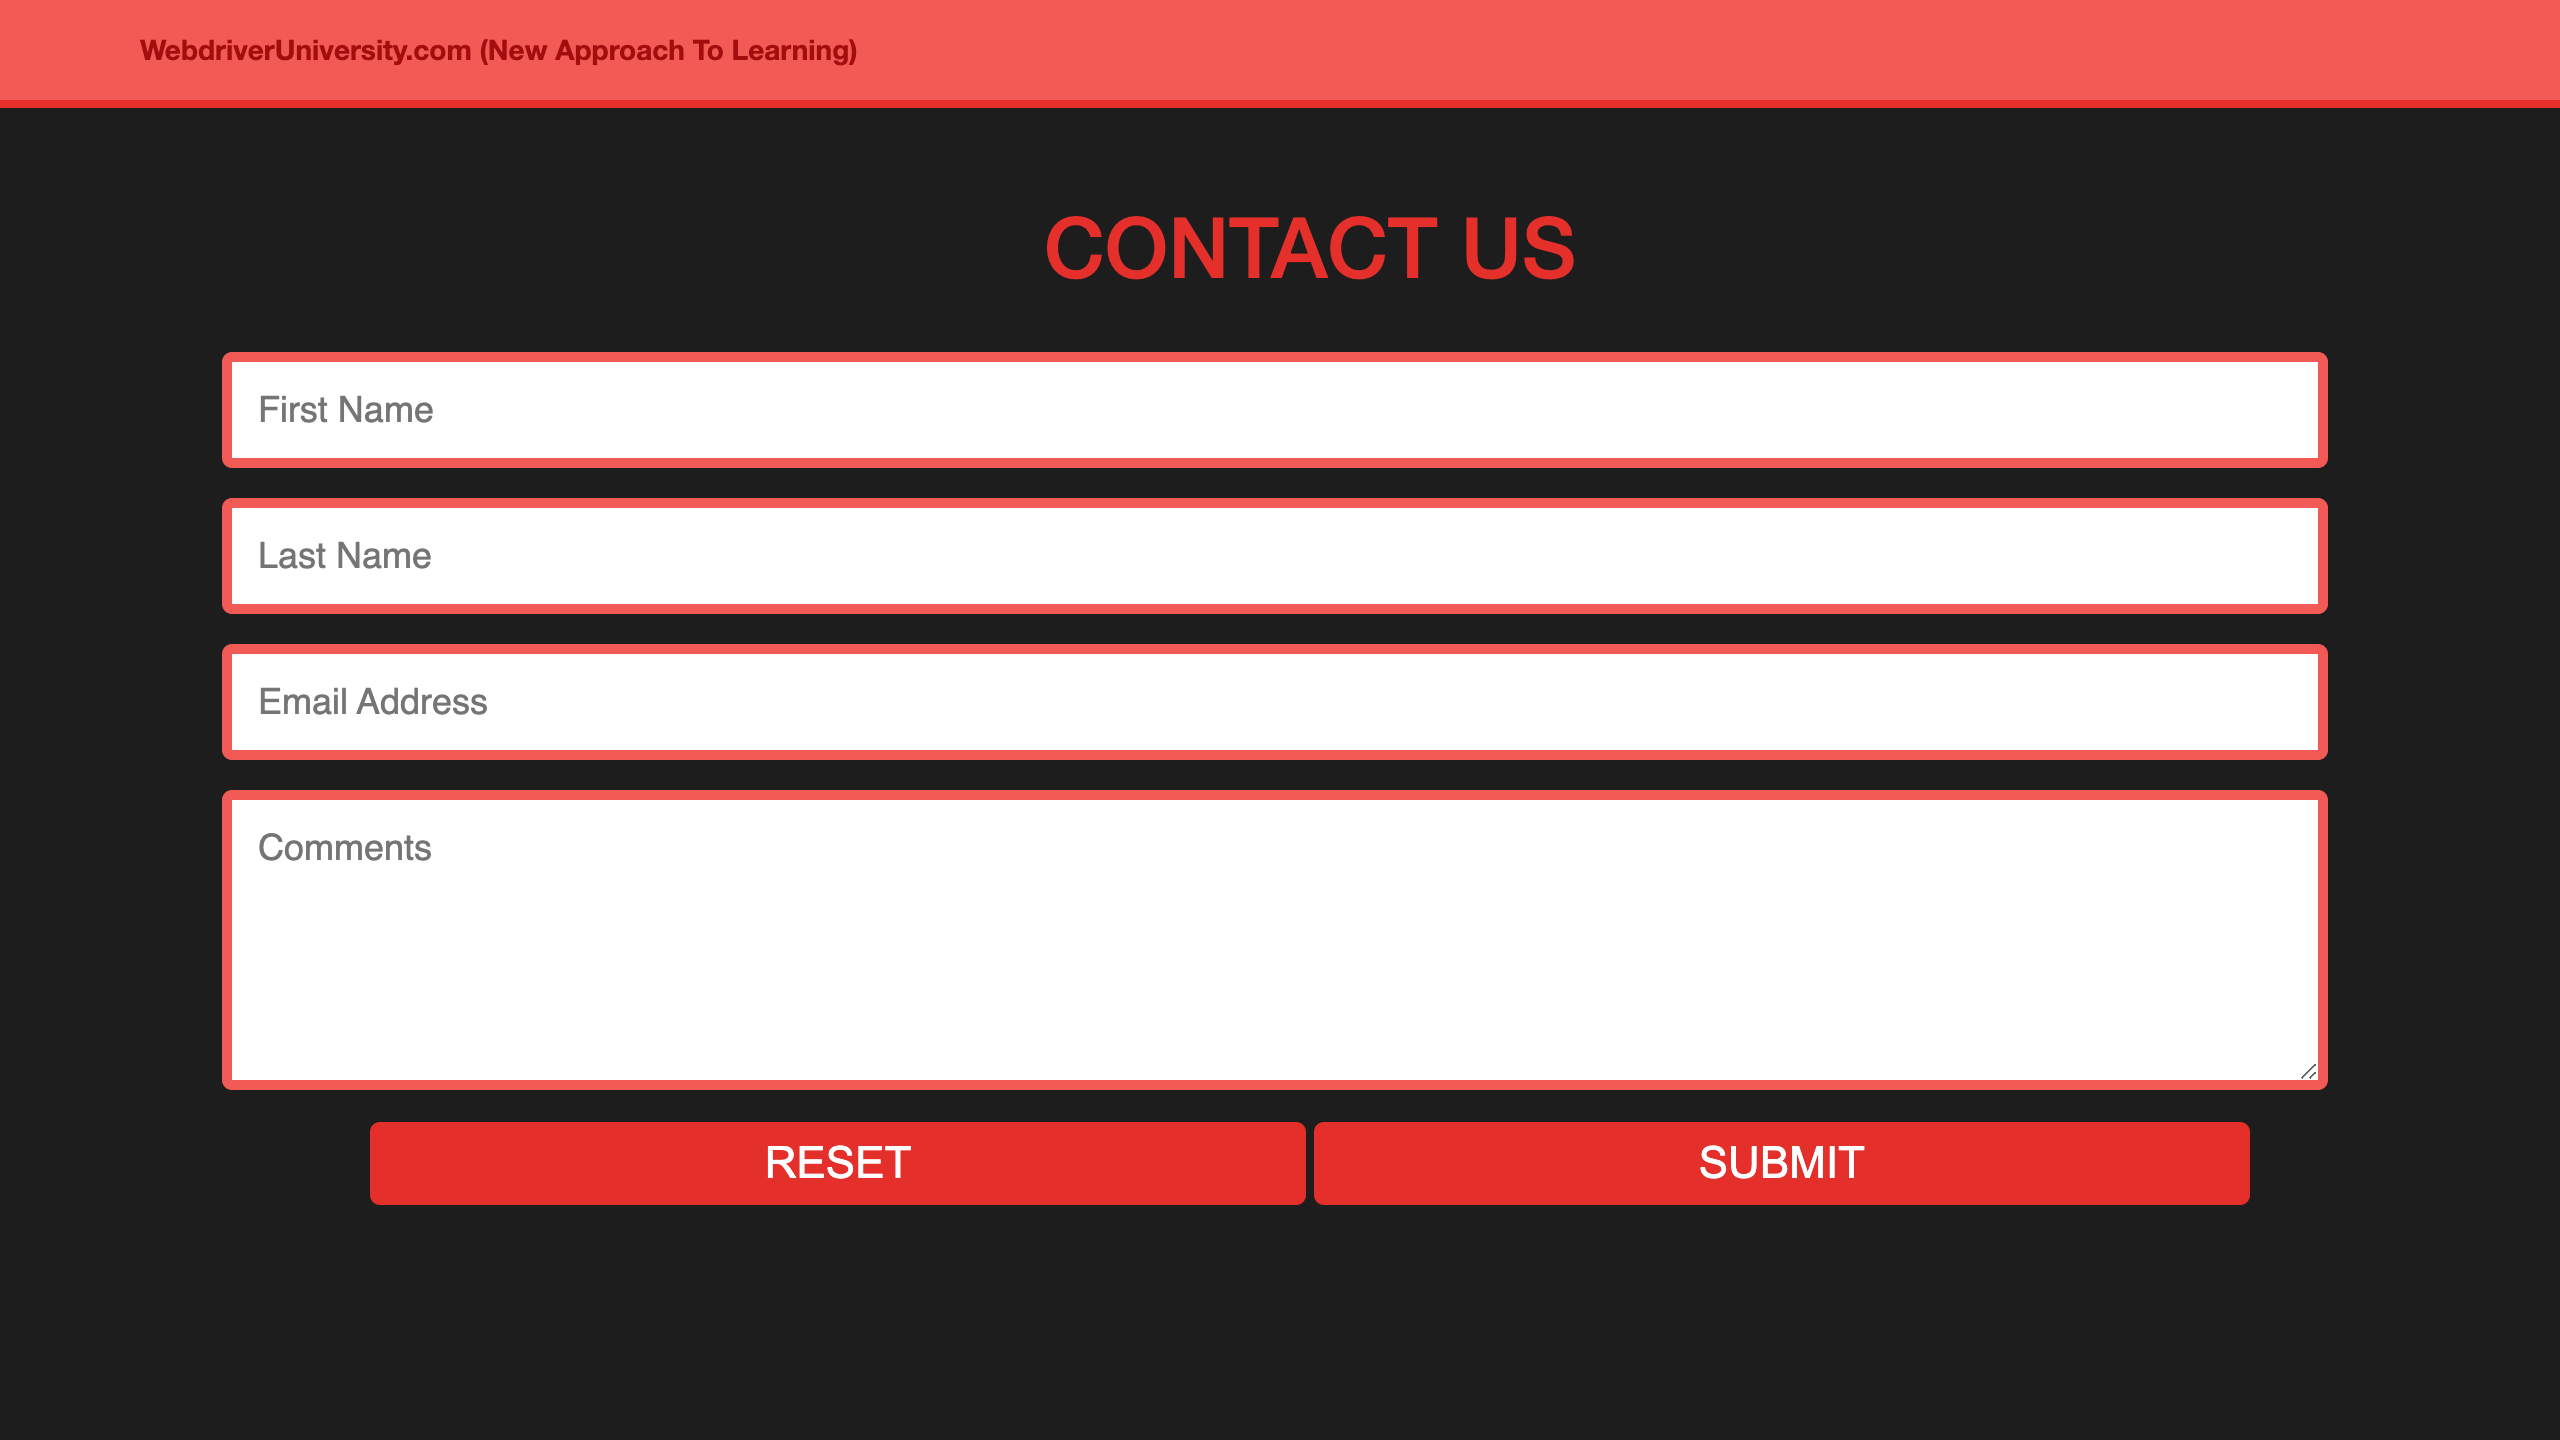 WebdriverUniversity.com (New Approach To Learning)
CONTACT US
First Name
Last Name
Email Address
Comments
RESET SUBMIT